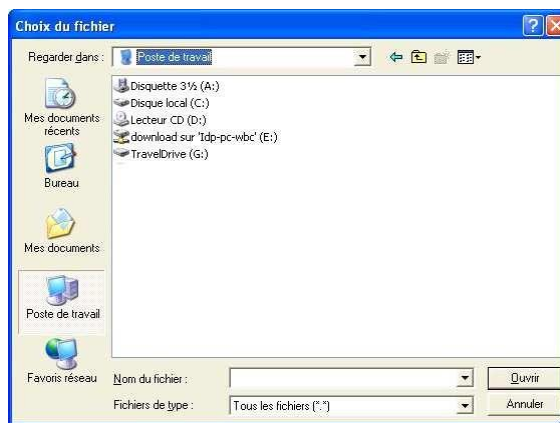 Choix du fichier
Regarder dans :
Poste de travail
Disquette 3½ (A:)
Disque local (C:)
Lecteur CD (D:)
download sur 'Idp-pc-wbc' (E:)
TravelDrive (G:)
Mes documents
récents
Bureau
Mes documents
Poste de travail
Favoris réseau
Nom du fichier :
Ouvrir
Fichiers de type :
Tous les fichiers (*.*)
Annuler